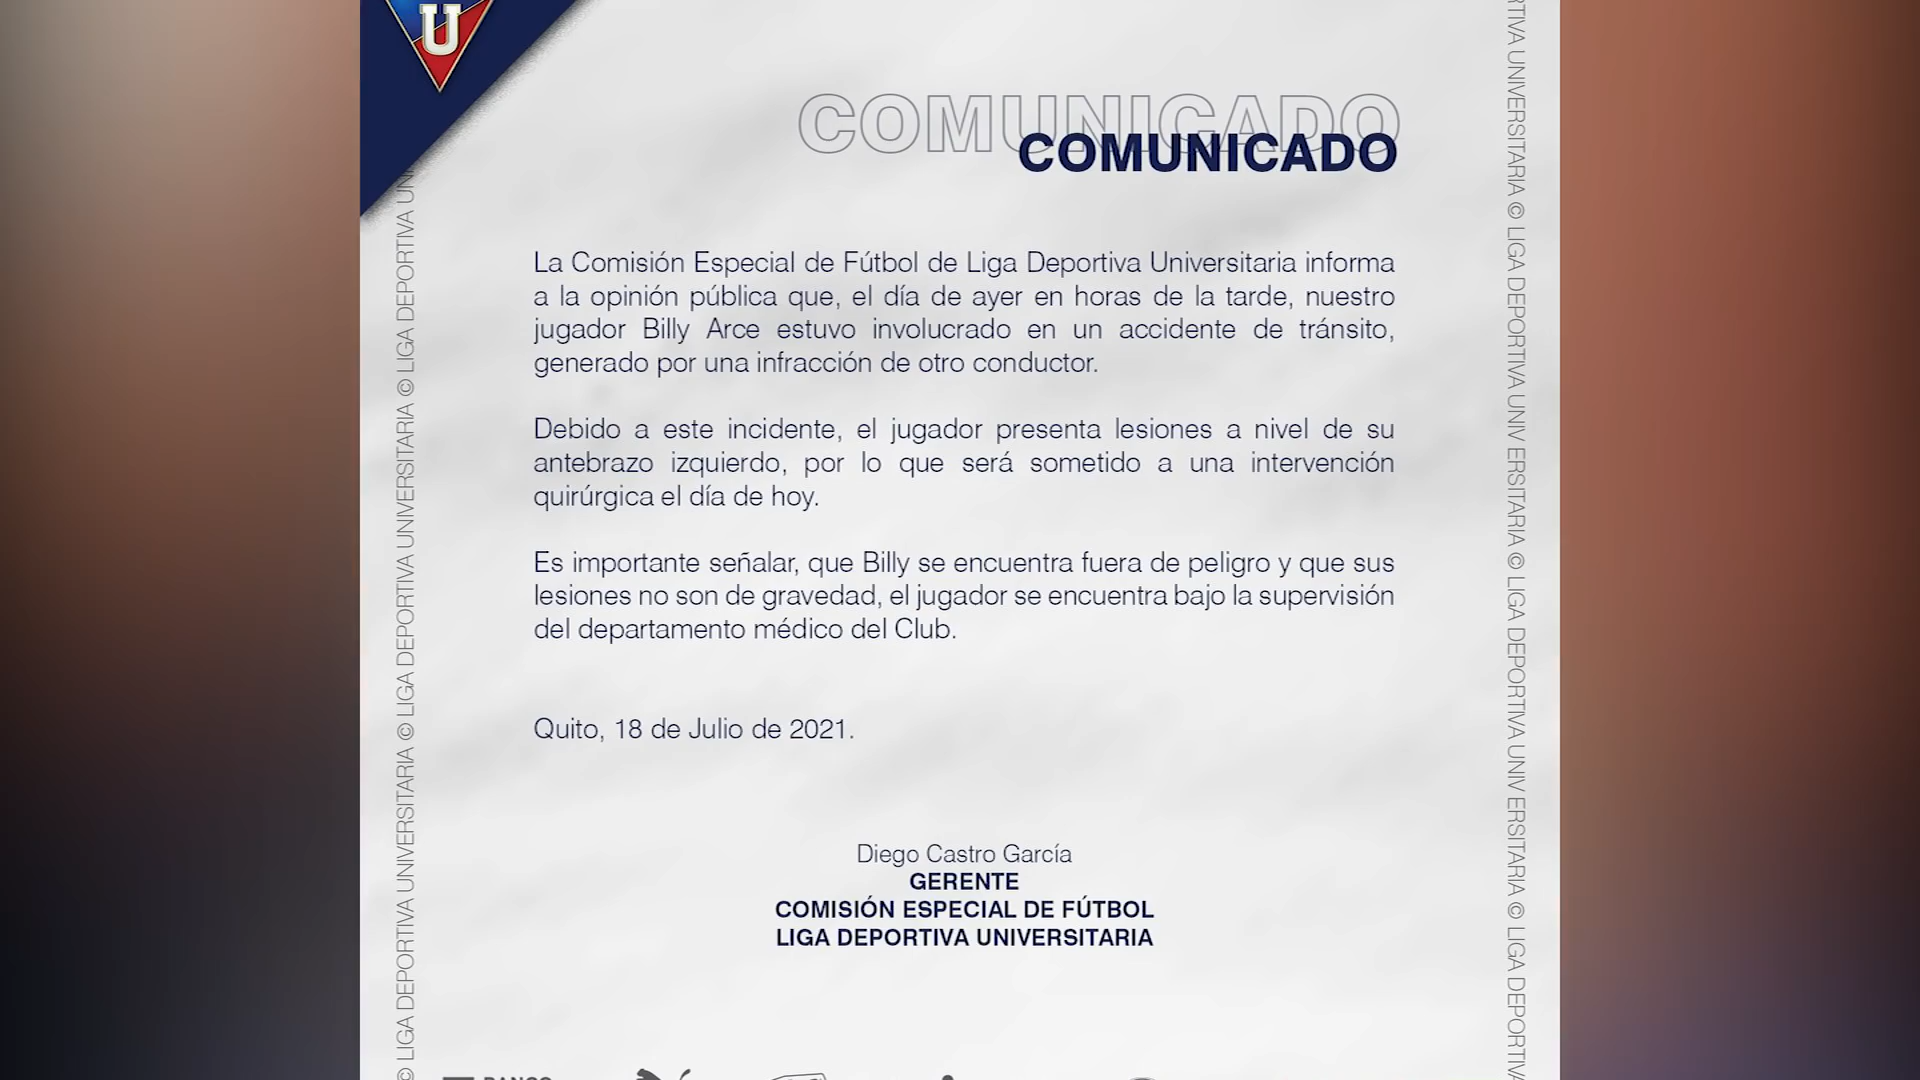 U
COMUNICADO
COMUNICADO
La Comisión Especial de Fútbol de Liga Deportiva Universitaria informa
a la opinión pública que, el día de ayer en horas de la tarde, nuestro
jugador Billy Arce estuvo involucrado en un accidente de tránsito,
generado por una infracción de otro conductor.
Debido a este incidente, el jugador presenta lesiones a nivel de su
antebrazo izquierdo, por lo que será sometido a una intervención
quirúrgica el día de hoy.
Es importante señalar, que Billy se encuentra fuera de peligro y que sus
lesiones no son de gravedad, el jugador se encuentra bajo la supervisión
del departamento médico del Club.
Quito, 18 de Julio de 2021.
Diego Castro García
GERENTE
COMISIÓN ESPECIAL DE FÚTBOL
LIGA DEPORTIVA UNIVERSITARIA
© LIGA DEPORTIVA UNIVERSITARIA © LIGA DEPORTIVA UNIVERSITARIA © LIGA DEPORTIVA
UNIVERSITARIA © LIGA DEPORTIVA UNIV ERSITARIA © LIGA DEPORTIVA UNIV ERSITARIA © LIGA DEPORTIVA